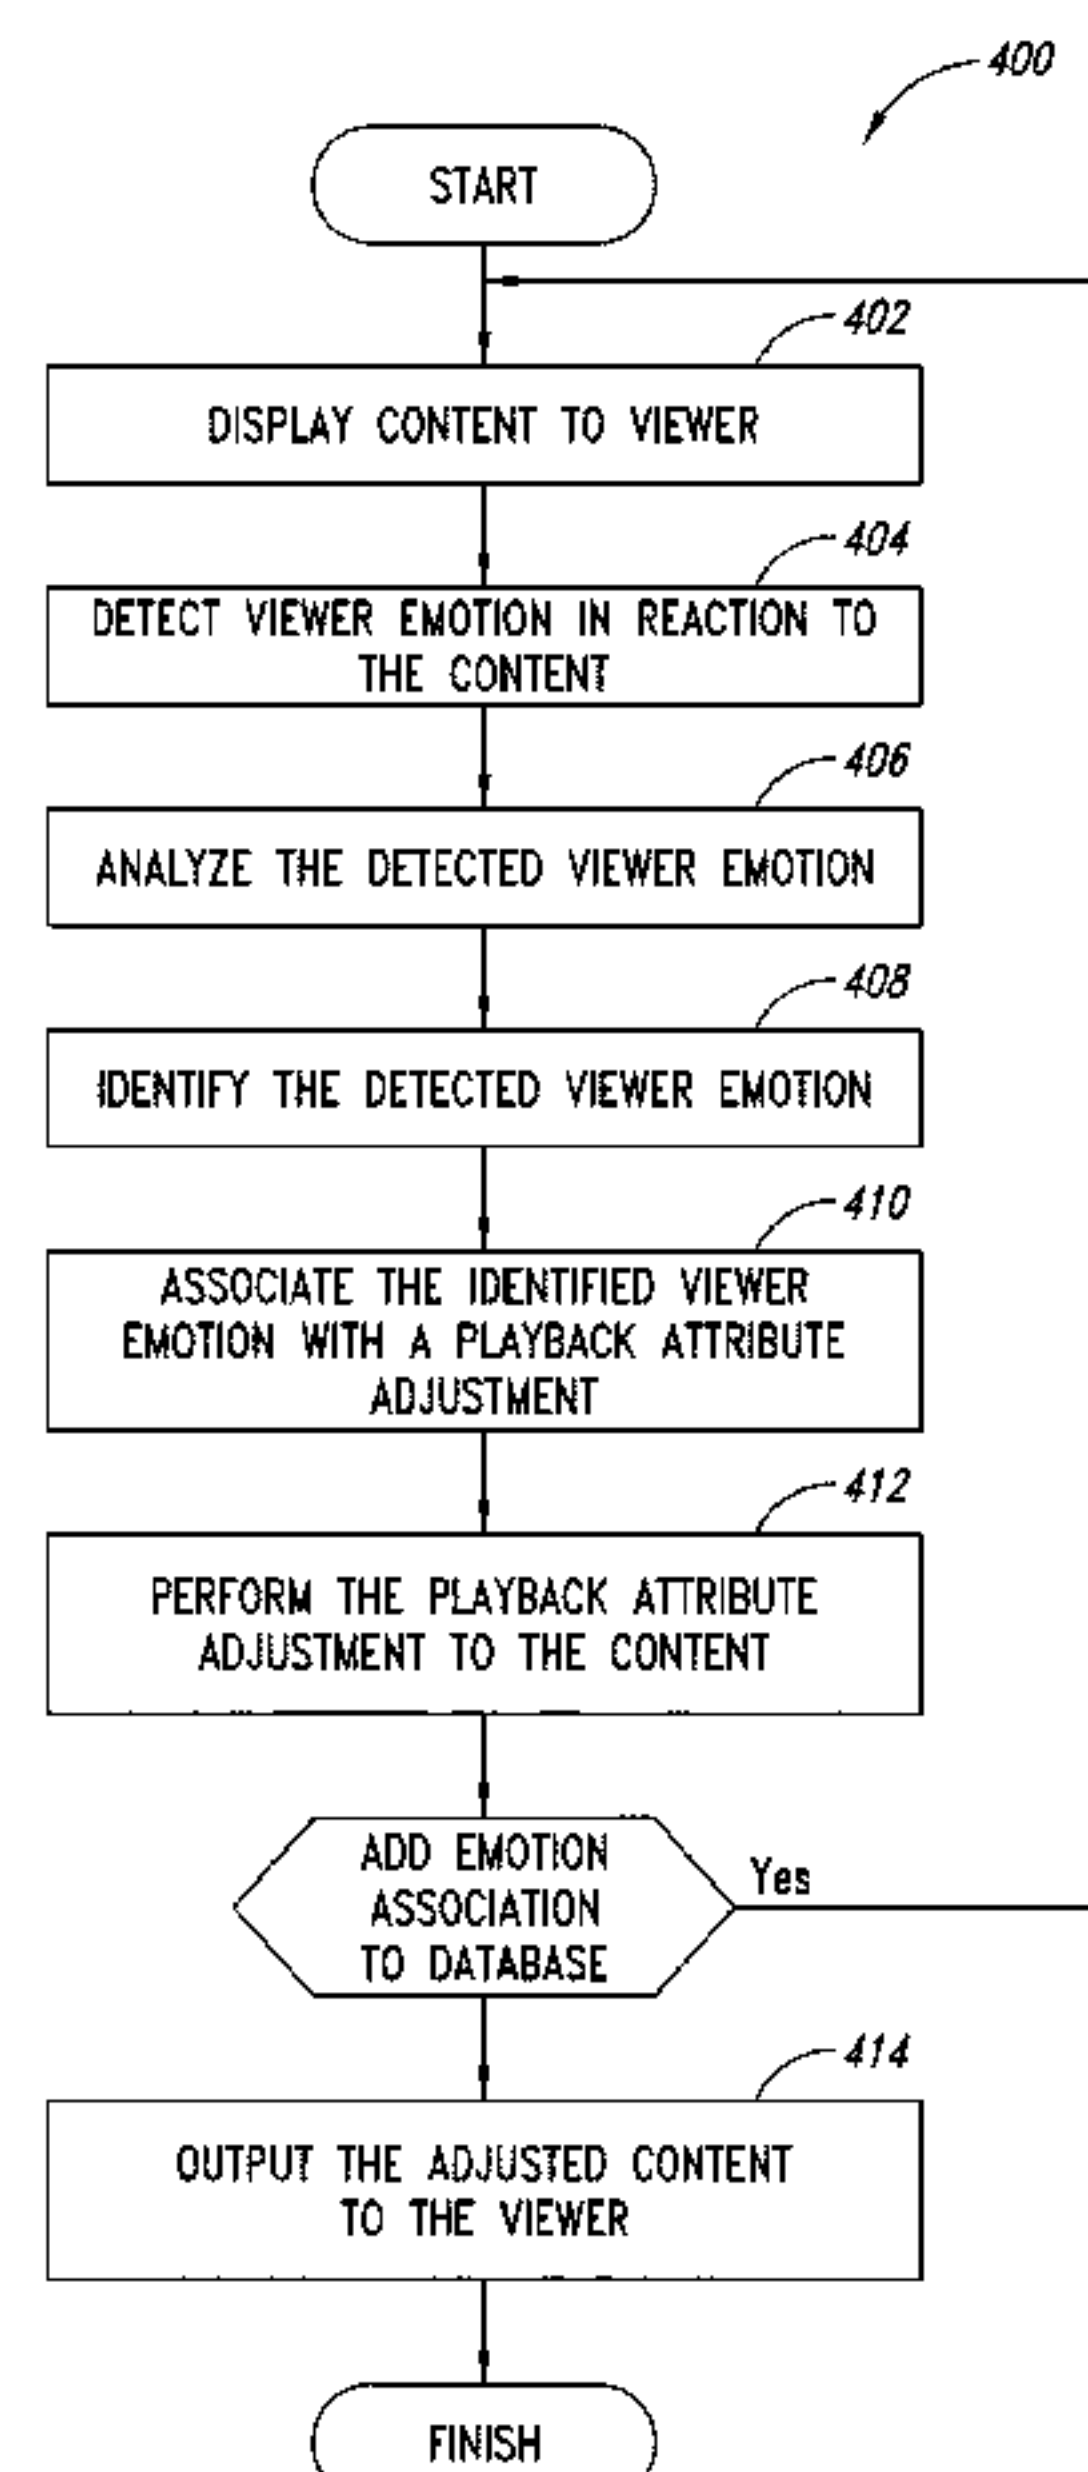 400
START
402
DISPLAY CONTENT TO VIEWER
404
DETECT VIEWER EMOTION IN REACTION TO
THE CONTENT
406
ANALYZE THE DETECTED VIEWER EMOTION
408
IDENTIFY THE DETECTED VIEWER EMOTION
410
ASSOCIATE THE IDENTIFIED VIEWER
EMOTION WITH A PLAYBACK ATTRIBUTE
ADJUSTMENT
412
PERFORM THE PLAYBACK ATTRIBUTE
ADJUSTMENT TO THE CONTENT
ADD EMOTION
ASSOCIATION
TO DATABASE
Yes
414
OUTPUT THE ADJUSTED CONTENT
TO THE VIEWER
FINISH